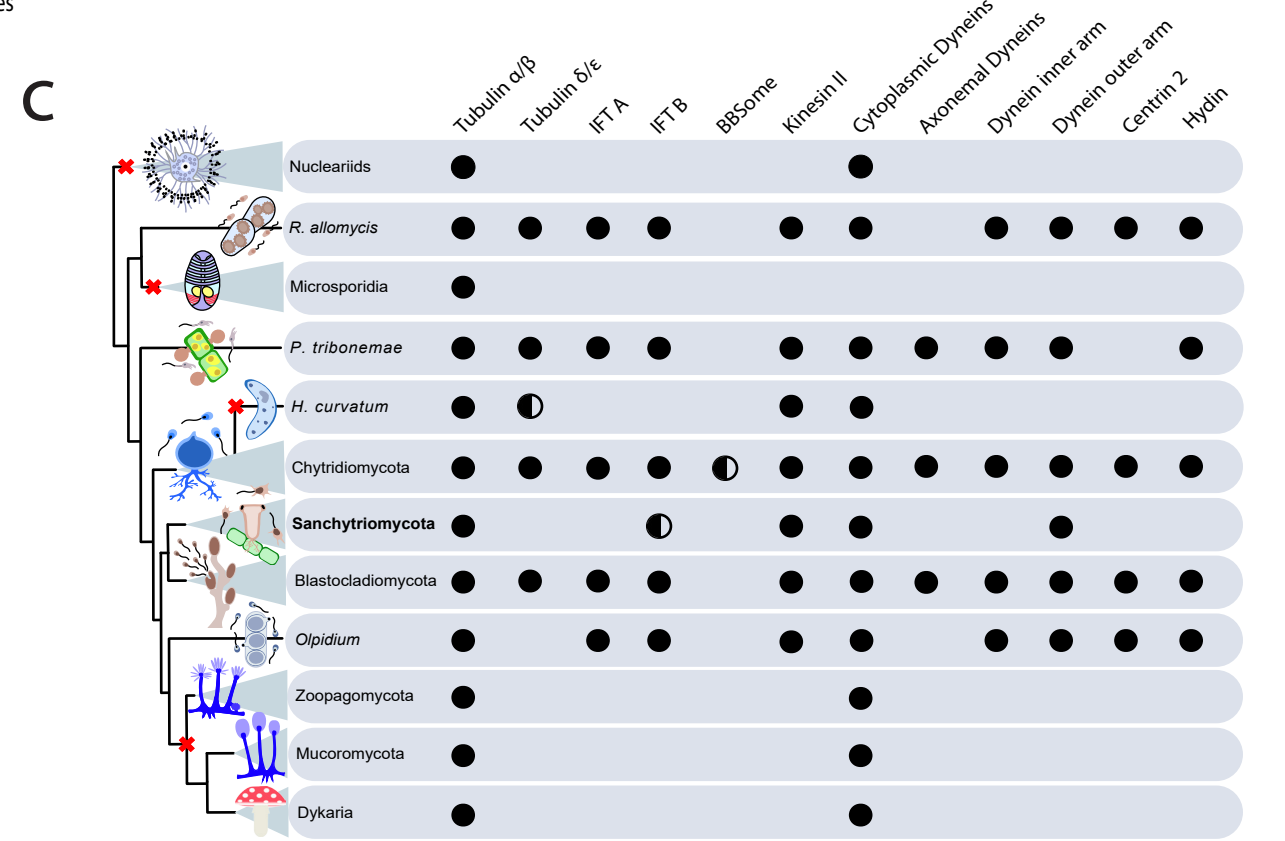 es
C
Tubulin α/β
Tubulin δ/ε
IFT A
IFT B
BBSome
Kinesin II
Cytoplasmic Dyneins
Axonemal Dyneins
Dynein inner arm
Dynein outer arm
Centrin 2
Hydin
Nucleariids
R. allomycis
Microsporidia
P. tribonemae
H. curvatum
Chytridiomycota
Sanchytriomycota
Blastocladiomycota
Olpidium
Zoopagomycota
Mucoromycota
Dykaria